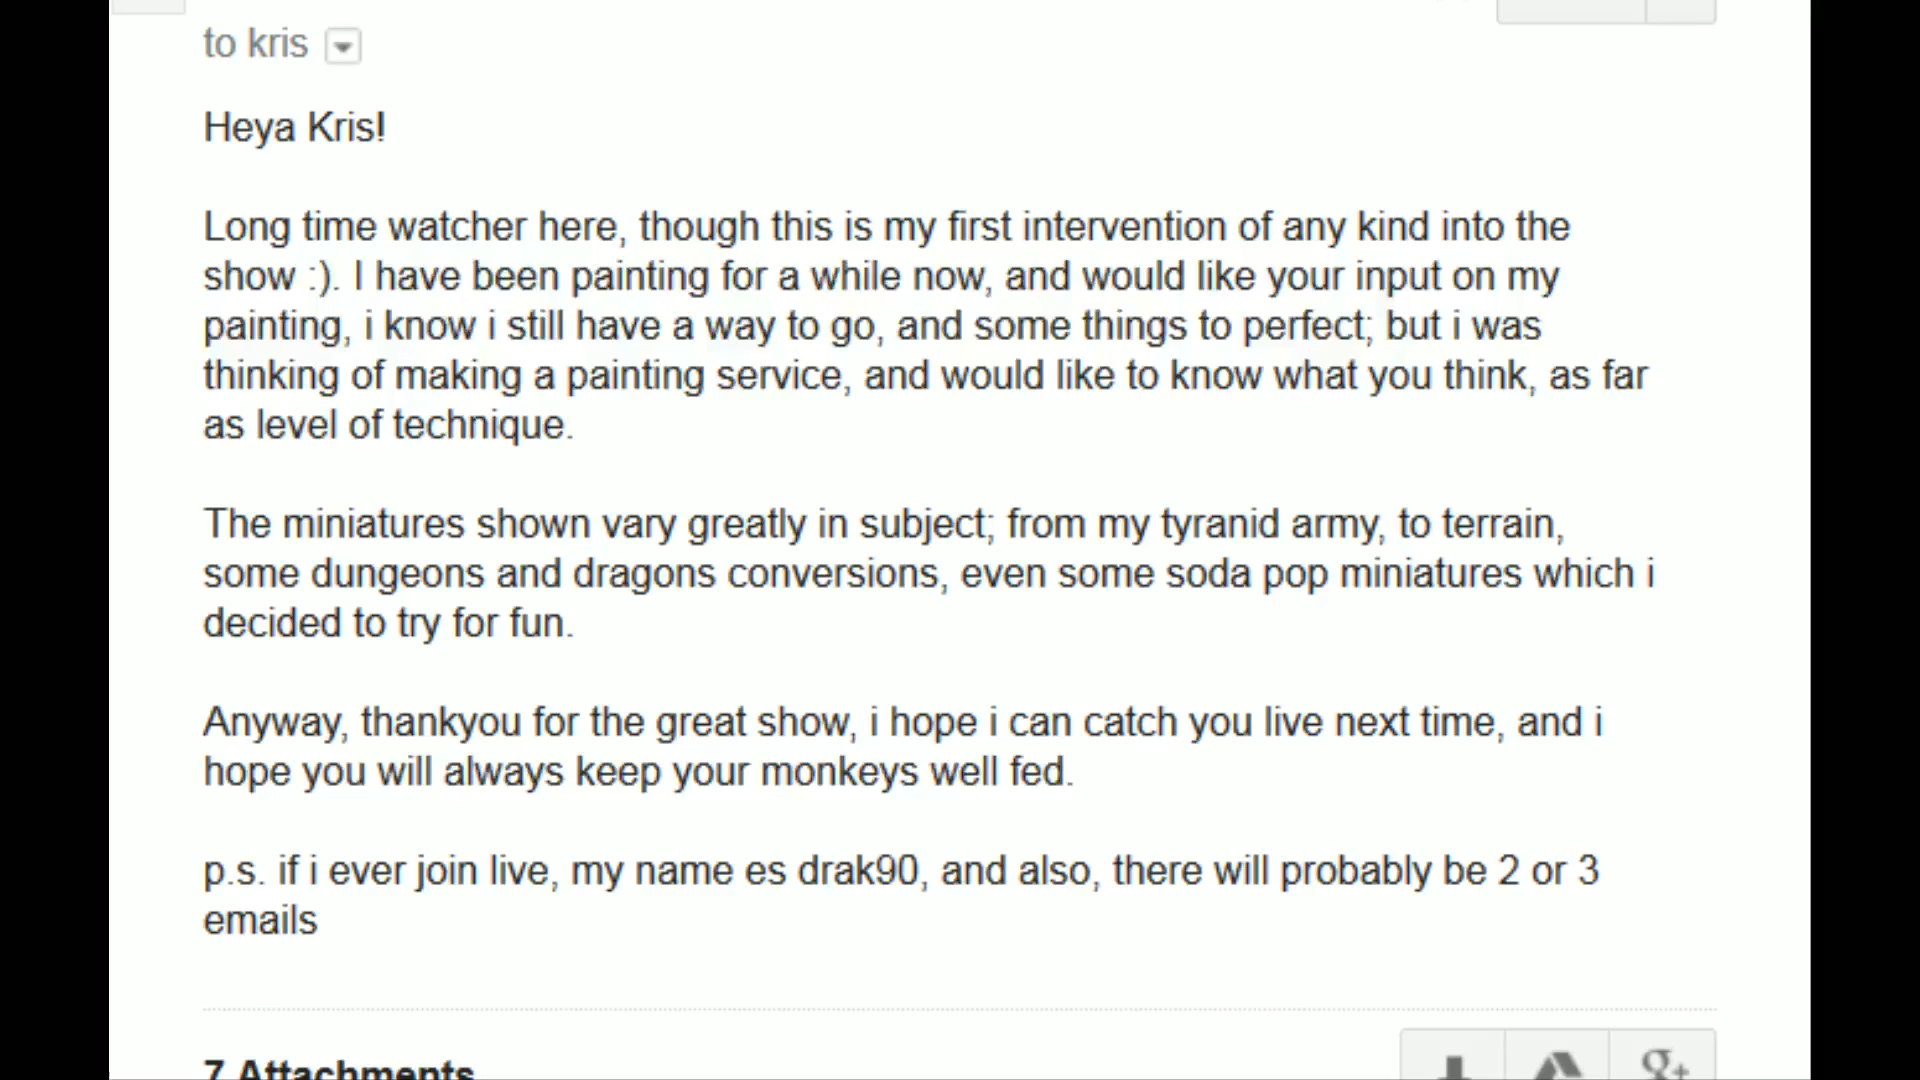 to kris
Heya Kris!
Long time watcher here, though this is my first intervention of any kind into the
show :). I have been painting for a while now, and would like your input on my
painting, i know i still have a way to go, and some things to perfect; but i was
thinking of making a painting service, and would like to know what you think, as far
as level of technique.
The miniatures shown vary greatly in subject; from my tyranid army, to terrain,
some dungeons and dragons conversions, even some soda pop miniatures which i
decided to try for fun.
Anyway, thankyou for the great show, i hope i can catch you live next time, and i
hope you will always keep your monkeys well fed.
p.s. if i ever join live, my name es drak90, and also, there will probably be 2 or 3
emails
7 Attachments
g+